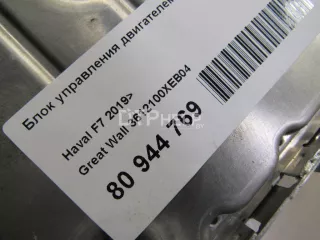 Блок управления двигателем
Haval F7 2019>
Great Wall 3612100XEB04
80 944 769